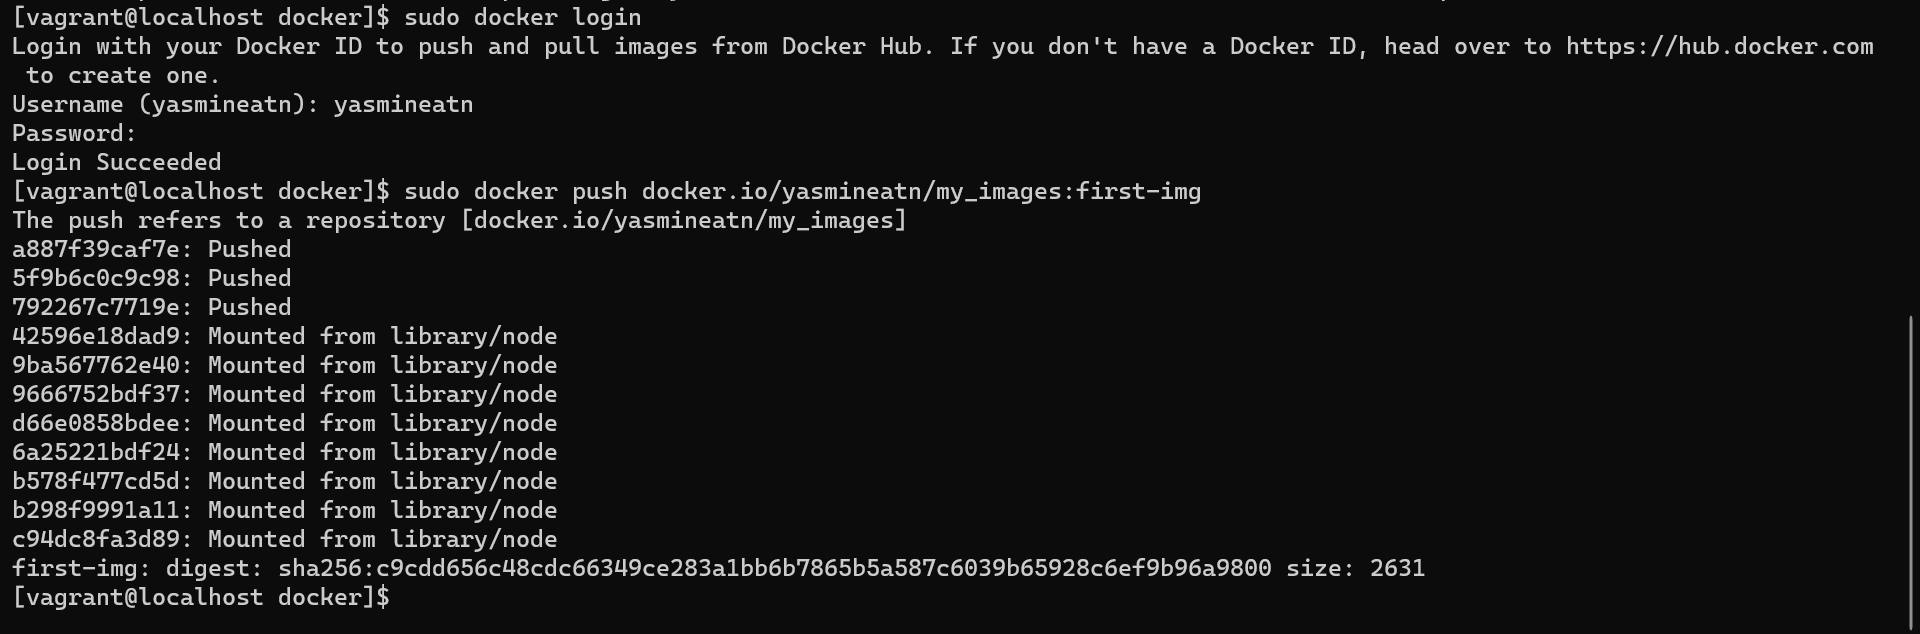 [vagrant@localhost docker]$ sudo docker login
Login with your Docker ID to push and pull images from Docker Hub. If you don't have a Docker ID, head over to https://hub.docker.com
 to create one.
Username (yasmineatn): yasmineatn
Password:
Login Succeeded
[vagrant@localhost docker]$ sudo docker push docker.io/yasmineatn/my_images:first-img
The push refers to a repository [docker.io/yasmineatn/my_images]
a887f39caf7e: Pushed
5f9b6c0c9c98: Pushed
792267c7719e: Pushed
42596e18dad9: Mounted from library/node
9ba567762e40: Mounted from library/node
9666752bdf37: Mounted from library/node
d66e0858bdee: Mounted from library/node
6a25221bdf24: Mounted from library/node
b578f477cd5d: Mounted from library/node
b298f9991a11: Mounted from library/node
c94dc8fa3d89: Mounted from library/node
first-img: digest: sha256:c9cdd656c48cdc66349ce283a1bb6b7865b5a587c6039b65928c6ef9b96a9800 size: 2631
[vagrant@localhost docker]$